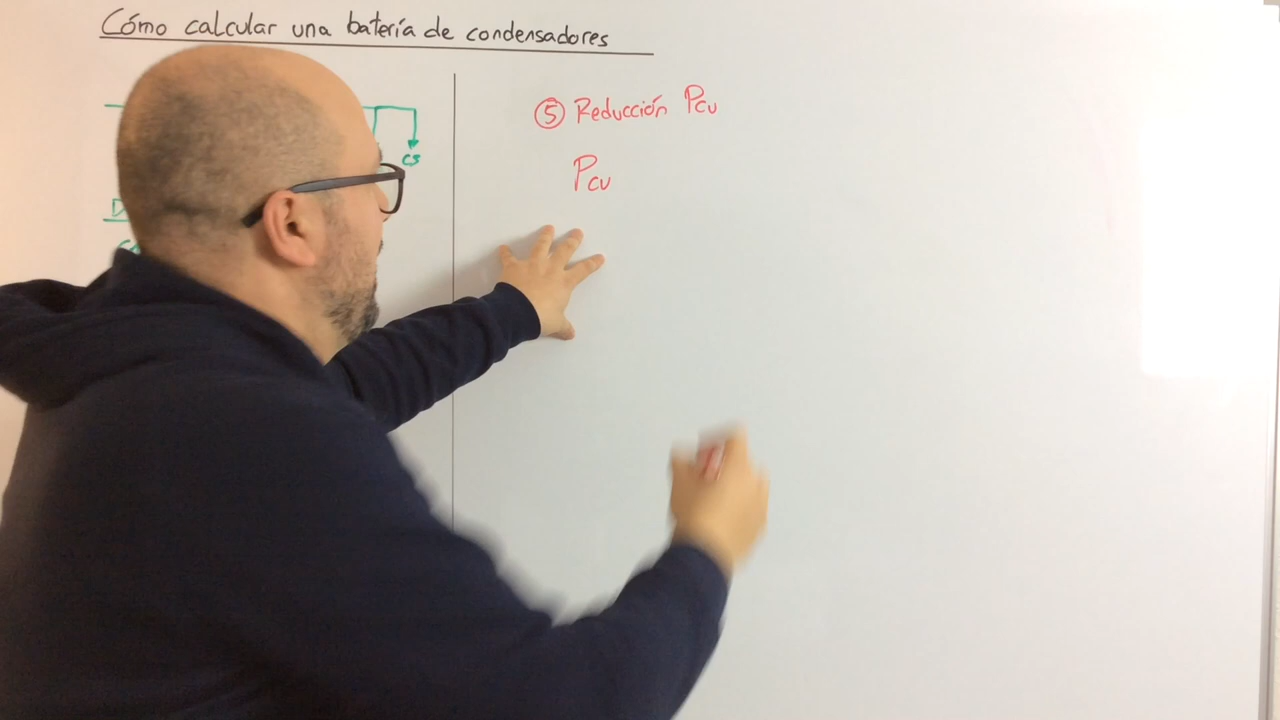 Cómo calcular una batería de condensadores
CS
⑤ Reducción Pcu
Pcu